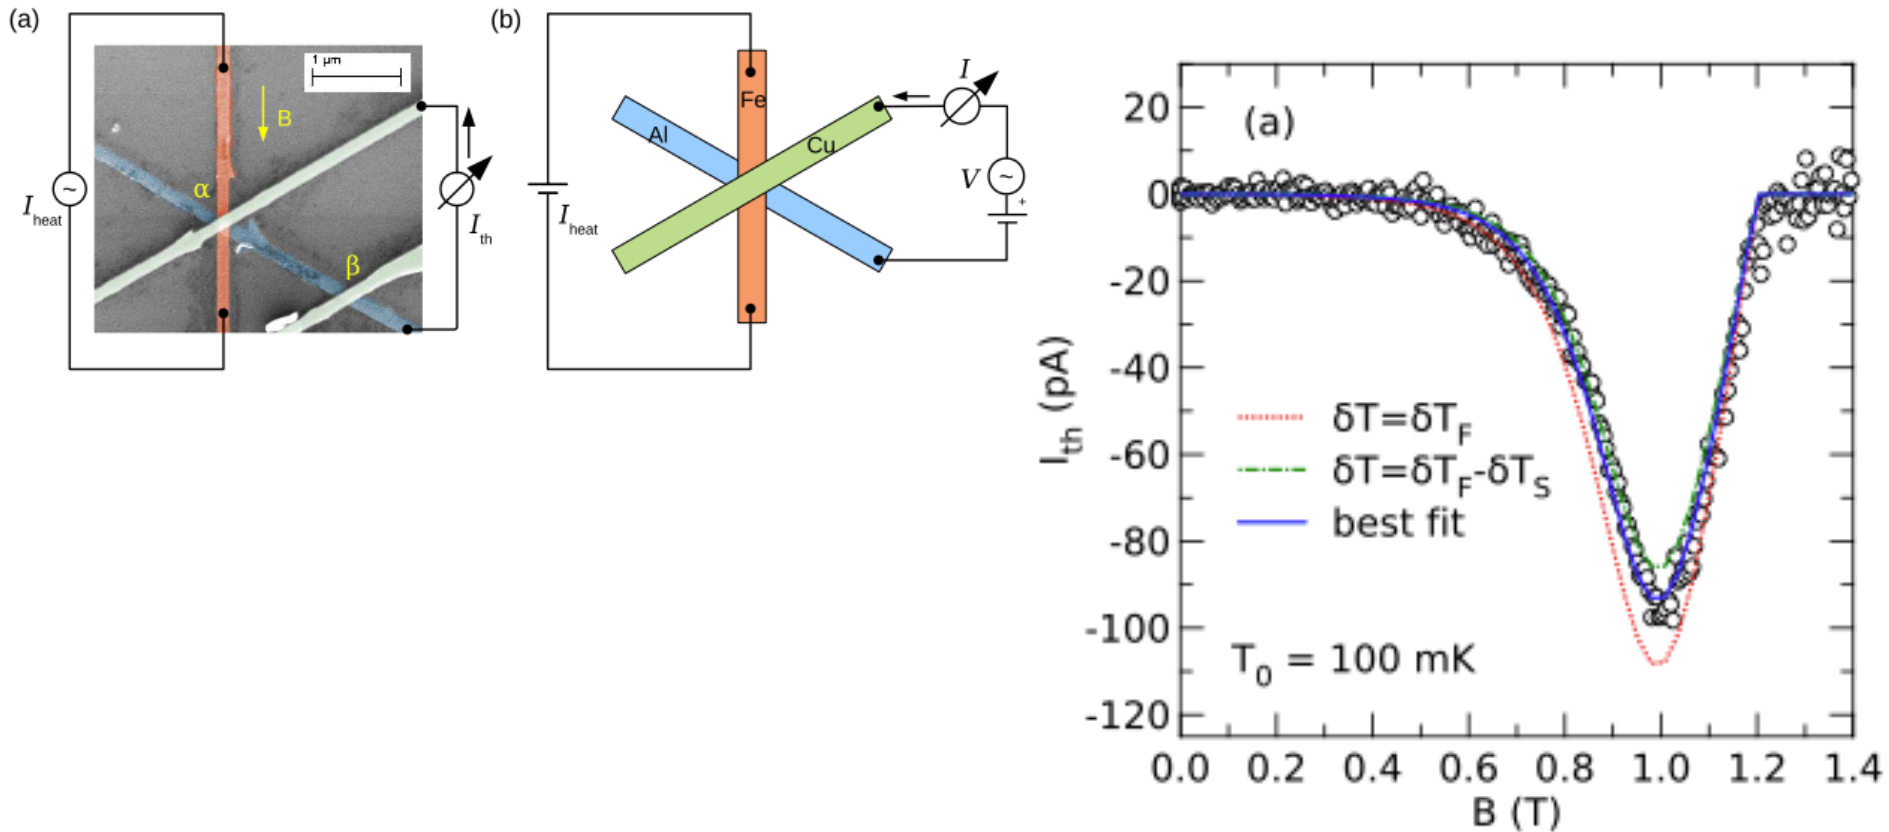 (a)
1 µm
B
α
β
I heat
I th
(b)
Fe
Al
Cu
I
V
+
I heat
(a)
20
0
-20
-40
-60
-80
-100
-120
I th (pA)
δT=δT F
δT=δT F -δT S
best fit
T 0 = 100 mK
0.0 0.2 0.4 0.6 0.8 1.0 1.2 1.4
B (T)